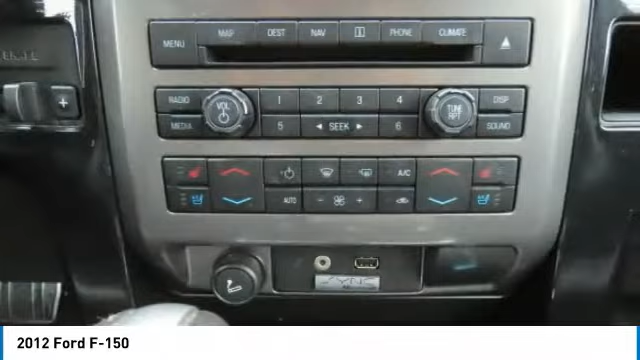 MENU MAP DEST NAV i PHONE CLIMATE
RADIO VOL 1 2 3 4 TUNE DISP
MEDIA 5 SEEK 6 RPT SOUND
A/C
AUTO
SYNC
2012 Ford F-150